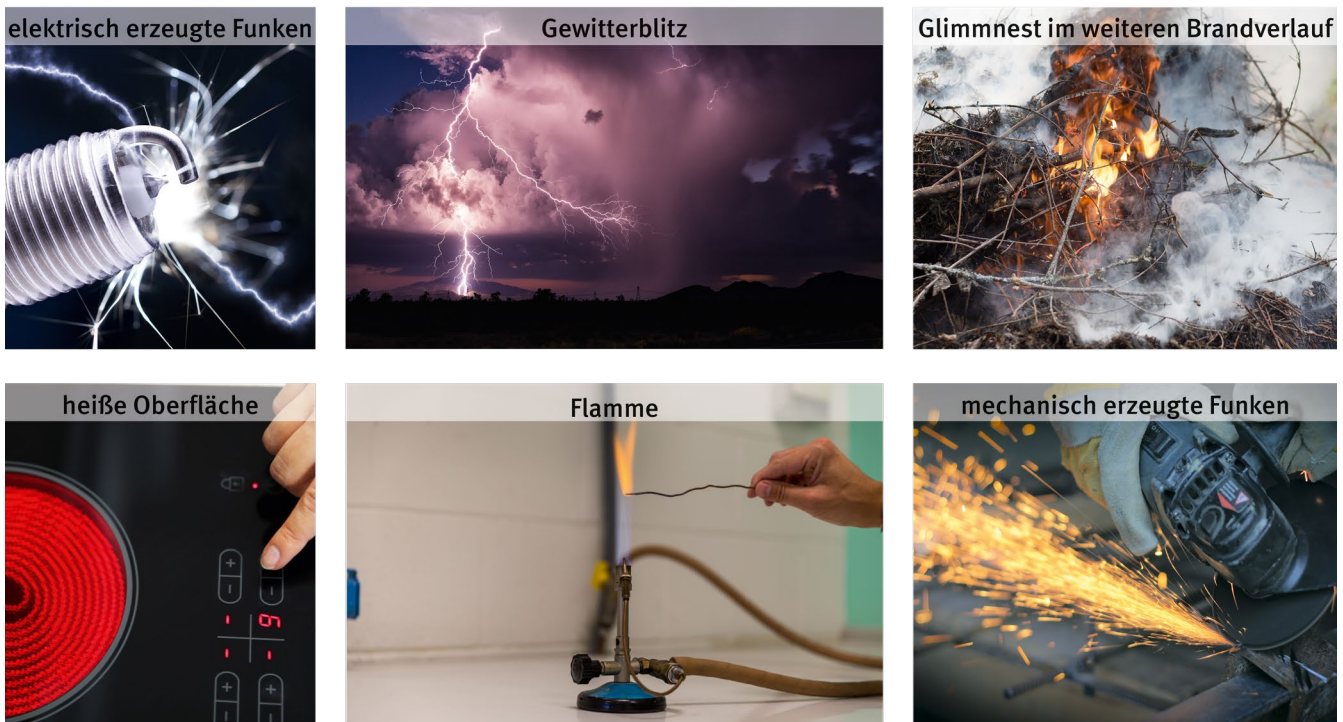 elektrisch erzeugte Funken
Gewitterblitz
Glimmnest im weiteren Brandverlauf
heiße Oberfläche
Flamme
mechanisch erzeugte Funken